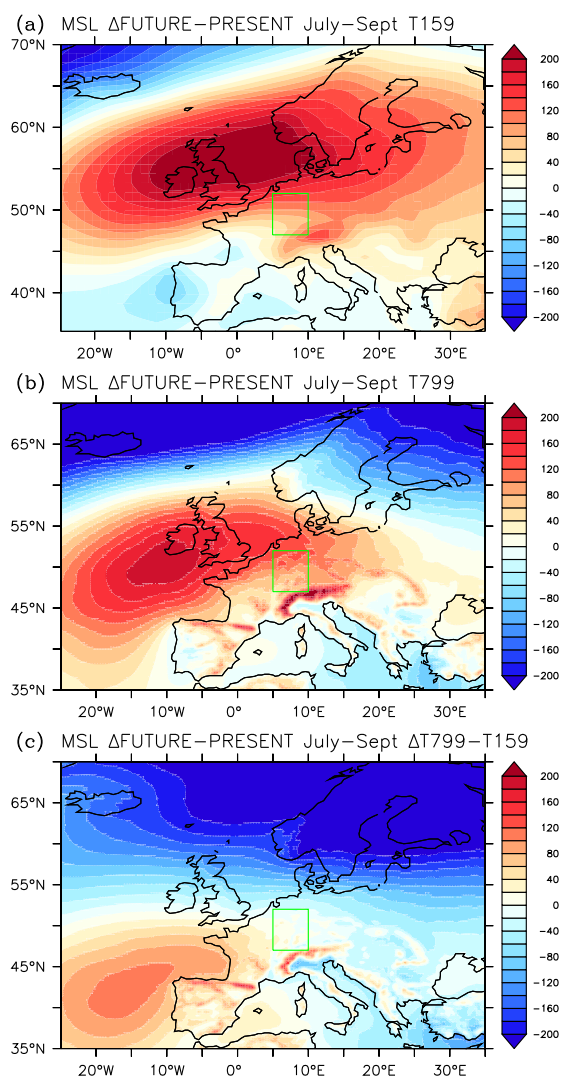 (a) MSL ΔFUTURE−PRESENT July−Sept T159
70°N
60°N
50°N
40°N
20°W 10°W 0° 10°E 20°E 30°E
200
160
120
80
40
0
−40
−80
−120
−160
−200
(b) MSL ΔFUTURE−PRESENT July−Sept T799
65°N
55°N
45°N
35°N
20°W 10°W 0° 10°E 20°E 30°E
200
160
120
80
40
0
−40
−80
−120
−160
−200
(c) MSL ΔFUTURE−PRESENT July−Sept ΔT799−T159
65°N
55°N
45°N
35°N
20°W 10°W 0° 10°E 20°E 30°E
200
160
120
80
40
0
−40
−80
−120
−160
−200